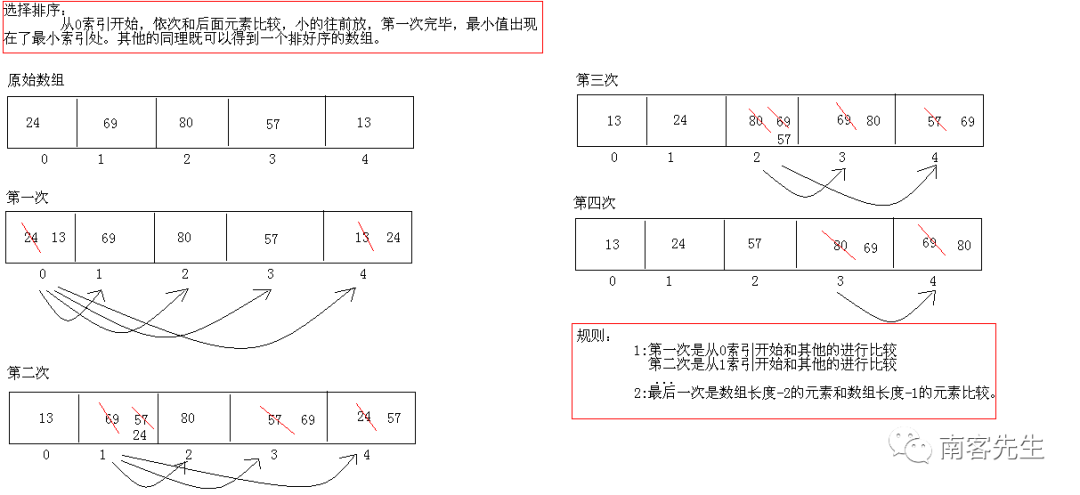 选择排序：
从0索引开始，依次和后面元素比较，小的往前放，第一次完毕，最小值出现
在了最小索引处。其他的同理既可以得到一个排好序的数组。
原始数组
24 69 80 57 13
0 1 2 3 4
第一次
24 13 69 80 57 13 24
0 1 2 3 4
第二次
13 69 57 80 57 69 24 57
24
0 1 2 3 4
第三次
13 24 80 69 69 80 57 69
57
0 1 2 3 4
第四次
13 24 57 80 69 69 80
0 1 2 3 4
规则：
1:第一次是从0索引开始和其他的进行比较
第二次是从1索引开始和其他的进行比较
...
2:最后一次是数组长度-2的元素和数组长度-1的元素比较。
南客先生